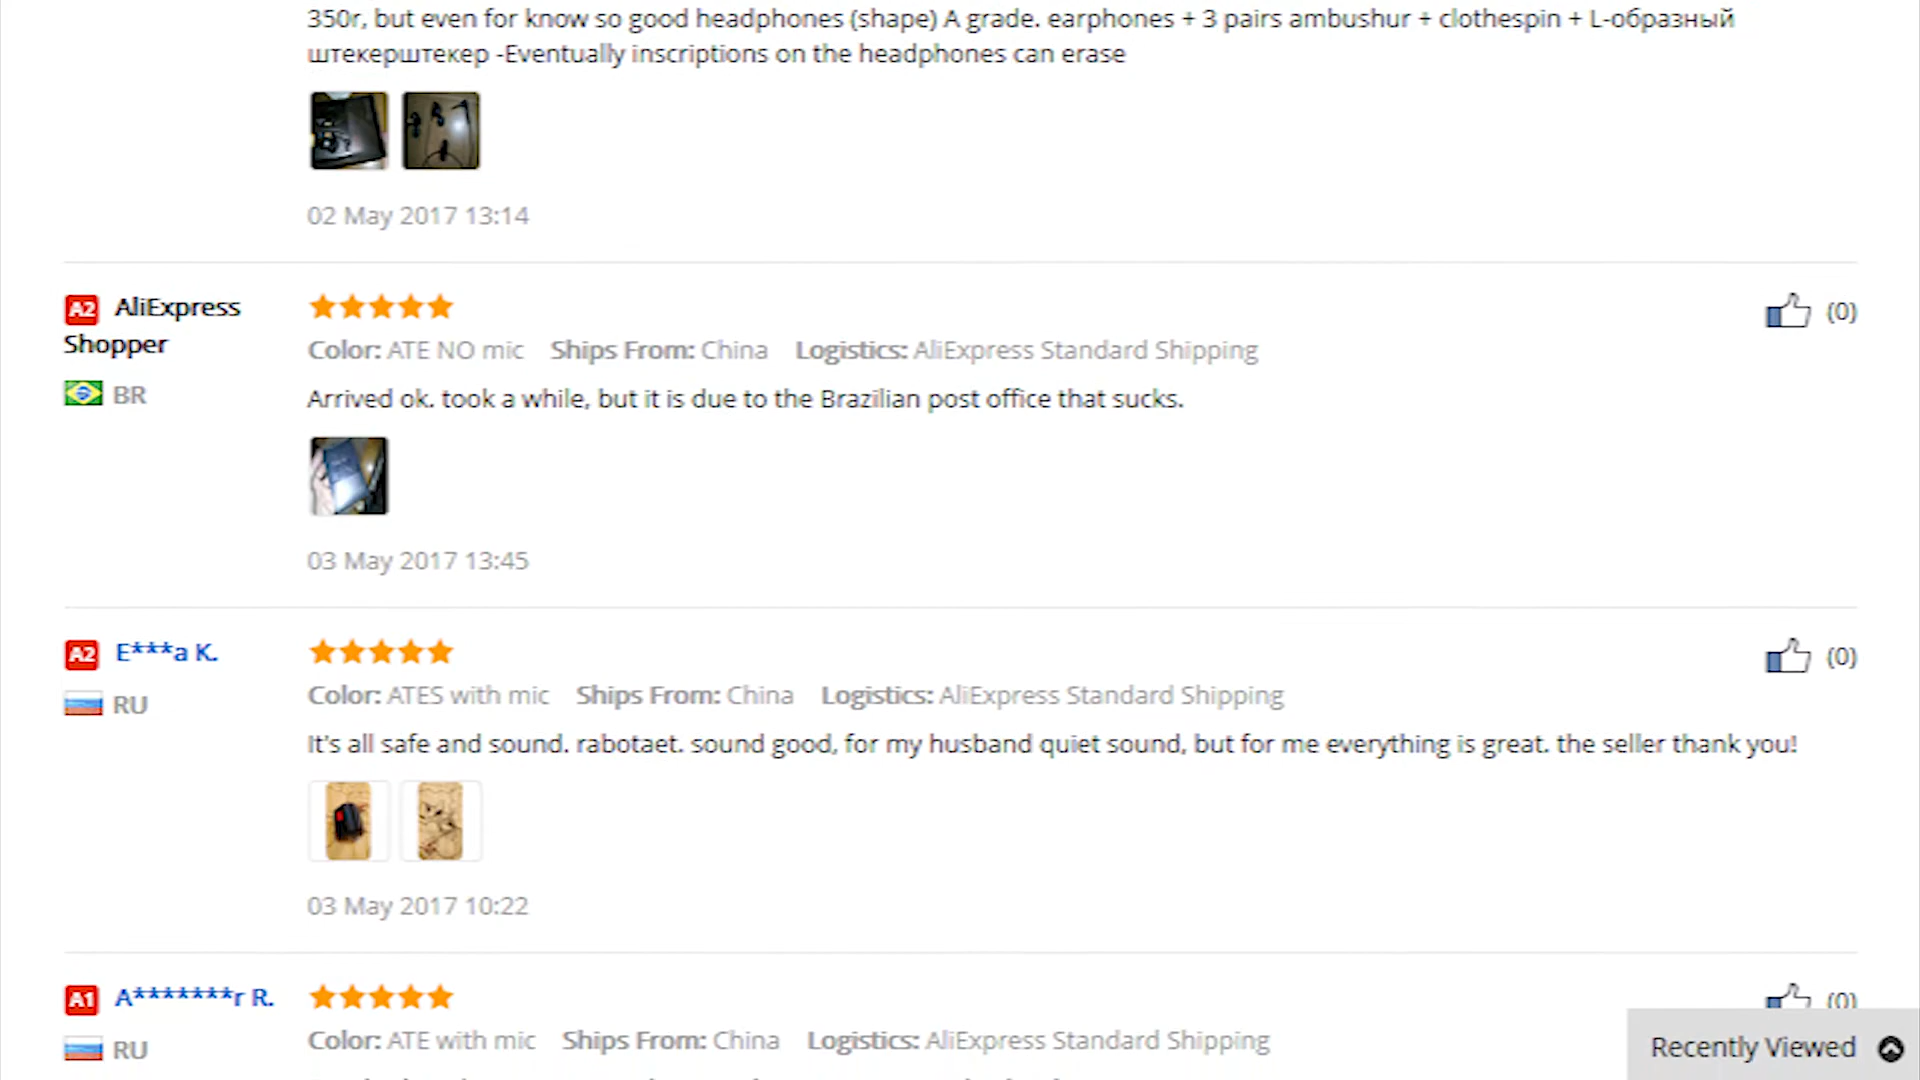 350r, but even for know so good headphones (shape) A grade. earphones + 3 pairs ambushur + clothespin + L-образный
штекерштекер -Eventually inscriptions on the headphones can erase
02 May 2017 13:14
A2 AliExpress Shopper
BR
Color: ATE NO mic Ships From: China Logistics: AliExpress Standard Shipping
(0)
Arrived ok. took a while, but it is due to the Brazilian post office that sucks.
03 May 2017 13:45
A2 E***a K.
RU
Color: ATES with mic Ships From: China Logistics: AliExpress Standard Shipping
(0)
It's all safe and sound. rabotaet. sound good, for my husband quiet sound, but for me everything is great. the seller thank you!
03 May 2017 10:22
A1 A*******r R.
RU
Color: ATE with mic Ships From: China Logistics: AliExpress Standard Shipping
(0)
Recently Viewed